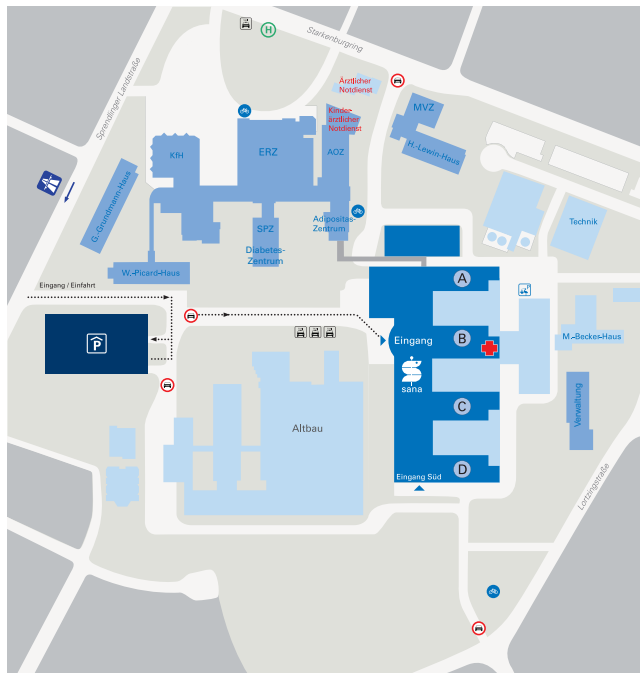 H
Starkenburgring
Sprendlinger Landstraße
Ärztlicher
Notdienst
Kinder-
ärztlicher
Notdienst
MVZ
H.-Lewin-Haus
KfH
ERZ
AOZ
G.-Grundmann-Haus
SPZ
Diabetes-
Zentrum
Adipositas-
Zentrum
Technik
W.-Picard-Haus
Eingang / Einfahrt
P
A
Eingang
B
sana
M.-Becker-Haus
C
Verwaltung
Altbau
D
Eingang Süd
Lortzingstraße